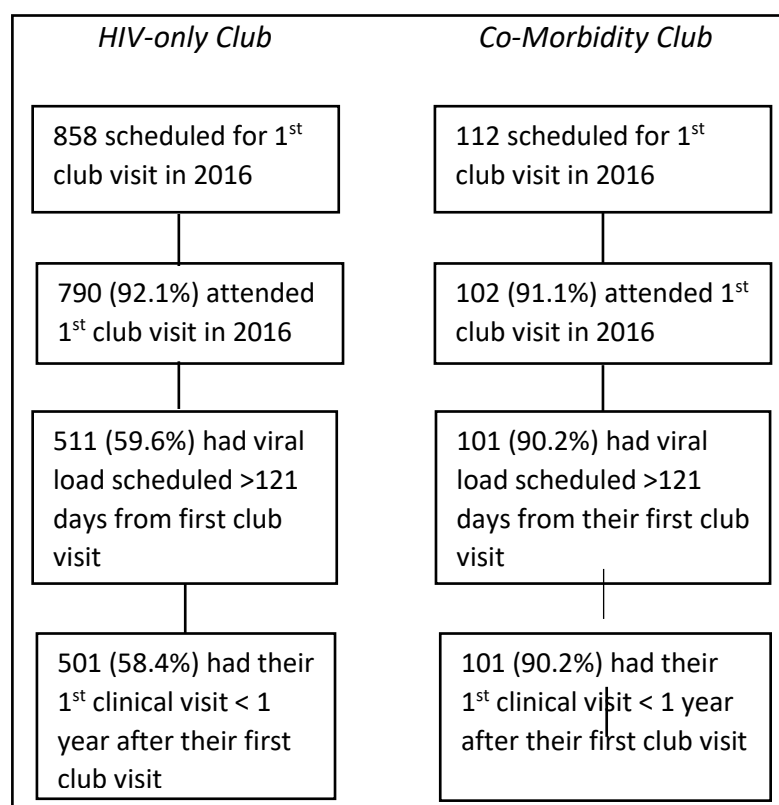 HIV-only Club
Co-Morbidity Club
858 scheduled for 1st
club visit in 2016
112 scheduled for 1st
club visit in 2016
790 (92.1%) attended
1st club visit in 2016
102 (91.1%) attended 1st
club visit in 2016
511 (59.6%) had viral
load scheduled >121
days from first club
visit
101 (90.2%) had viral
load scheduled >121
days from their first club
visit
501 (58.4%) had their
1st clinical visit < 1
year after their first
club visit
101 (90.2%) had their
1st clinical visit < 1 year
after their first club visit